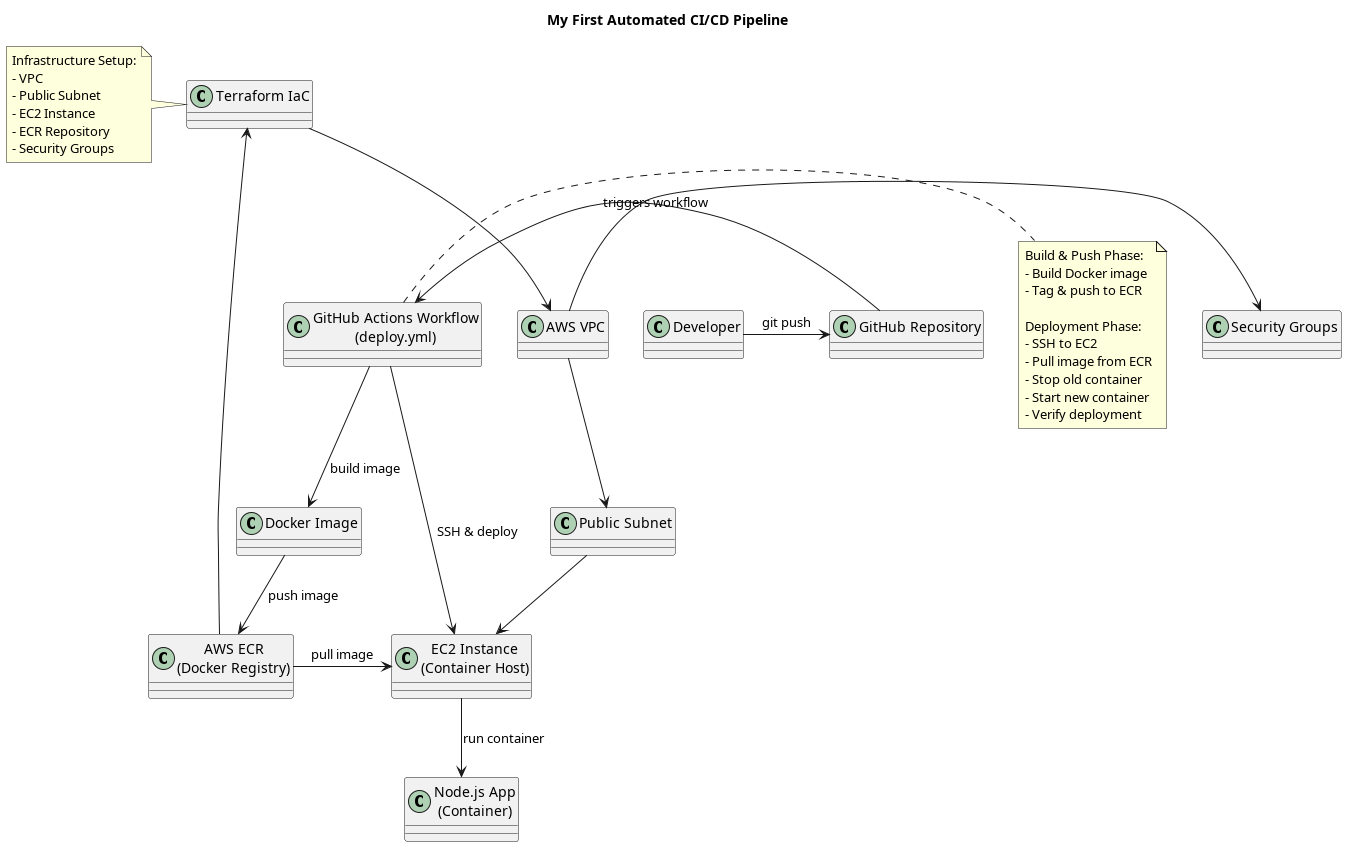 My First Automated CI/CD Pipeline
Infrastructure Setup:
- VPC
- Public Subnet
- EC2 Instance
- ECR Repository
- Security Groups
C Terraform IaC
triggers workflow
Build & Push Phase:
- Build Docker image
- Tag & push to ECR
Deployment Phase:
- SSH to EC2
- Pull image from ECR
- Stop old container
- Start new container
- Verify deployment
C GitHub Actions Workflow
(deploy.yml)
C AWS VPC
C Developer
git push
C GitHub Repository
C Security Groups
build image
C Docker Image
SSH & deploy
C Public Subnet
push image
C AWS ECR
(Docker Registry)
pull image
C EC2 Instance
(Container Host)
run container
C Node.js App
(Container)